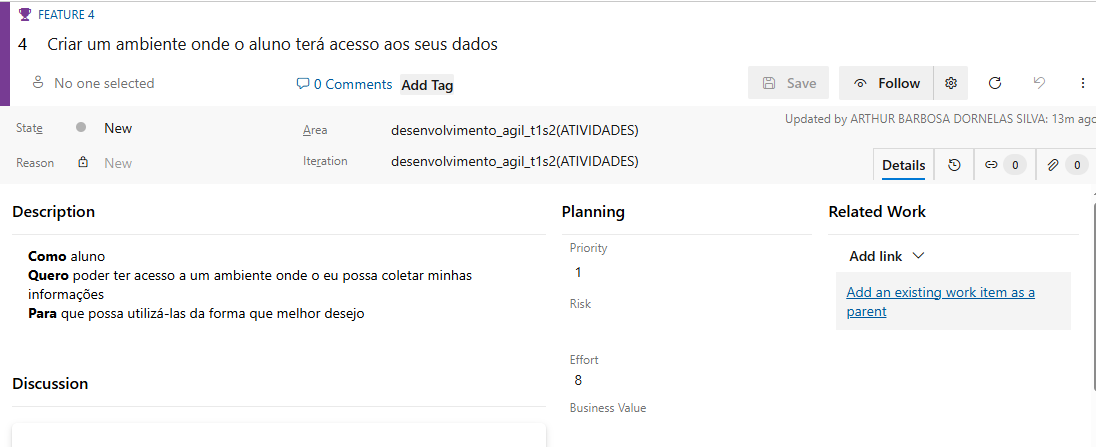 FEATURE 4
4 Criar um ambiente onde o aluno terá acesso aos seus dados
No one selected
0 Comments
Add Tag
Save
Follow
State
New
Area
desenvolvimento_agil_t1s2(ATIVIDADES)
Updated by ARTHUR BARBOSA DORNELAS SILVA: 13m ago
Reason
New
Iteration
desenvolvimento_agil_t1s2(ATIVIDADES)
Details
0
0
Description
Como aluno
Quero poder ter acesso a um ambiente onde o eu possa coletar minhas
informações
Para que possa utilizá-las da forma que melhor desejo
Discussion
Planning
Priority
1
Risk
Effort
8
Business Value
Related Work
Add link
Add an existing work item as a
parent